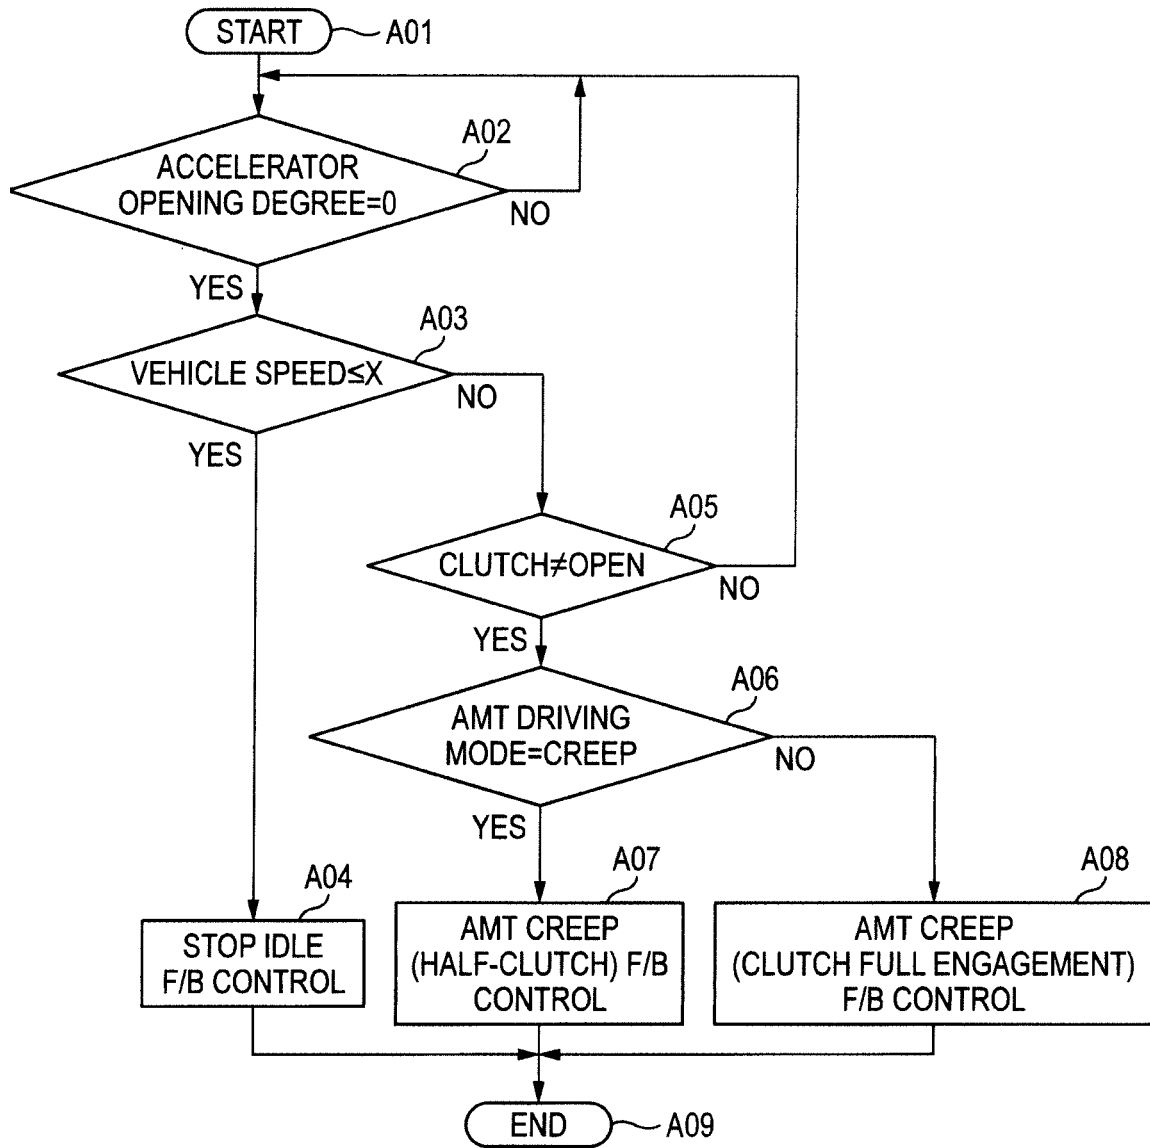 START
A01
A02
ACCELERATOR
OPENING DEGREE=0
NO
YES
A03
VEHICLE SPEED≤X
NO
YES
A05
CLUTCH≠OPEN
NO
YES
A06
AMT DRIVING
MODE=CREEP
NO
YES
A04
STOP IDLE
F/B CONTROL
A07
AMT CREEP
(HALF-CLUTCH) F/B
CONTROL
A08
AMT CREEP
(CLUTCH FULL ENGAGEMENT)
F/B CONTROL
END
A09